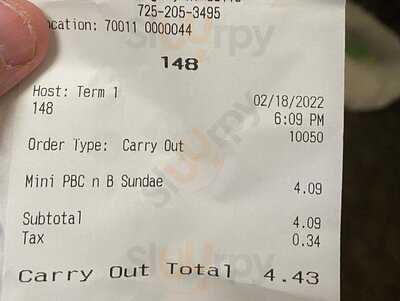 725-205-3495
ocation: 70011 0000044
148
Host: Term 1 02/18/2022
148 6:09 PM
10050
Order Type: Carry Out
Mini PBC n B Sundae 4.09
Subtotal 4.09
Tax 0.34
Carry Out Total 4.43